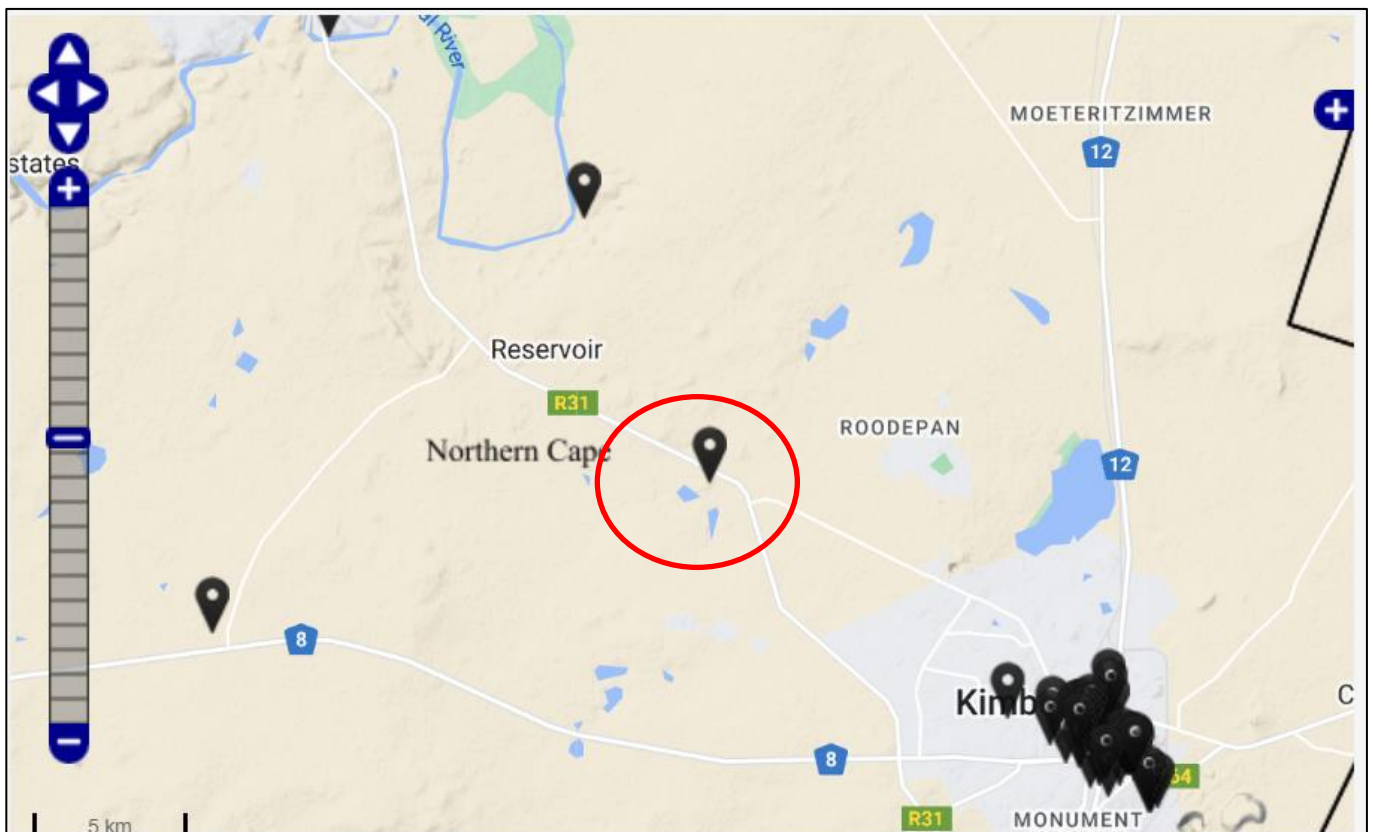 al River
MOETERITZIMMER
12
states
Reservoir
R31
Northern Cape
ROODEPAN
12
8
Kimb
C
8
64
R31
MONUMENT
5 km